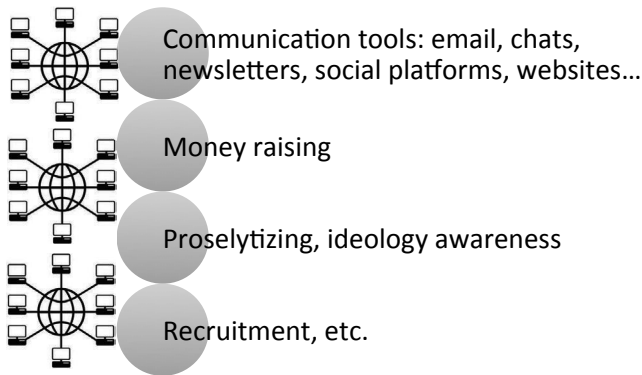 Communication tools: email, chats,
newsletters, social platforms, websites…
Money raising
Proselytizing, ideology awareness
Recruitment, etc.